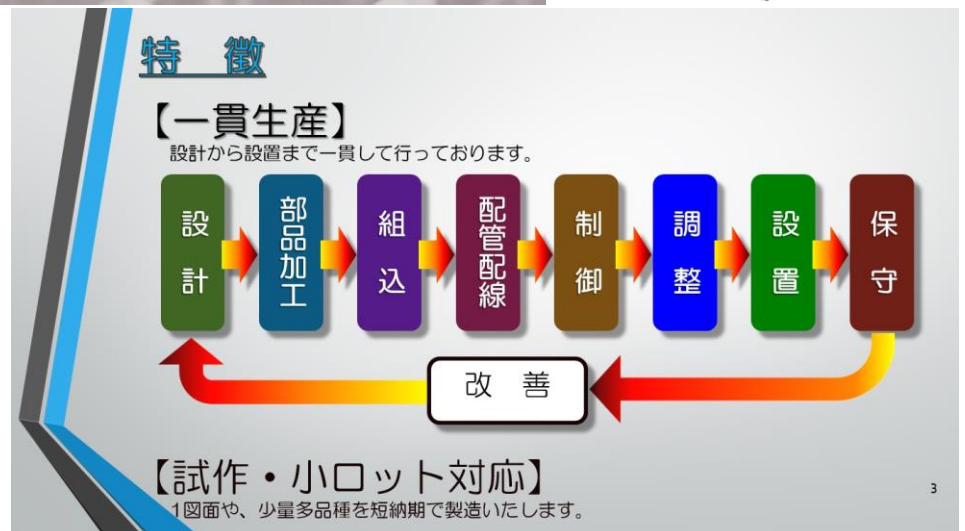 特　徴
【一貫生産】
設計から設置まで一貫して行っております。
設計
部品加工
組込
配管配線
制御
調整
設置
保守
改　善
【試作・小ロット対応】
1図面や、少量多品種を短納期で製造いたします。
3